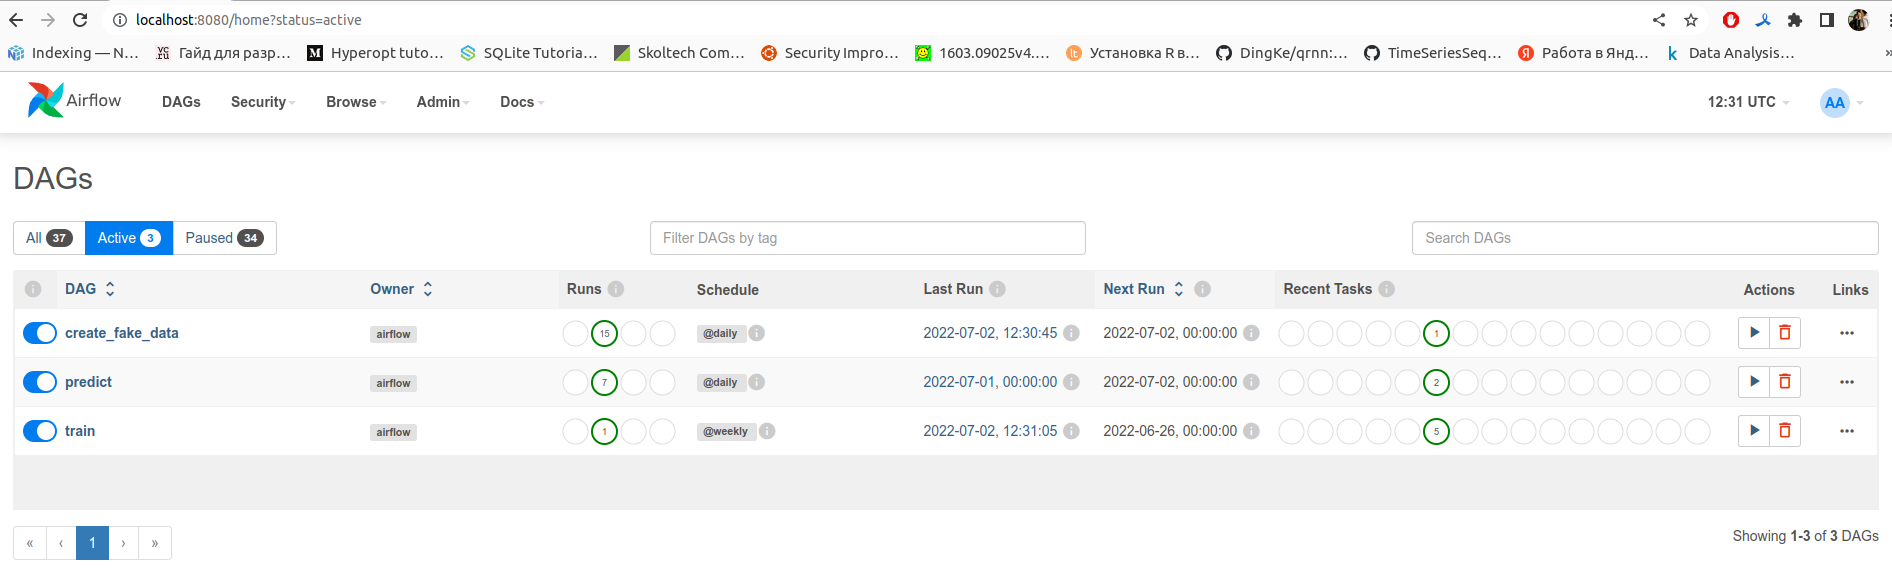 localhost:8080/home?status=active
Indexing — N... Гайд для разр... Hyperopt tuto... SQLite Tutoria... Skoltech Com... Security Impro... 1603.09025v4.... Установка R в... DingKe/qrnn:... TimeSeriesSeq... Работа в Янд... Data Analysis... »
Airflow DAGs Security Browse Admin Docs 12:31 UTC AA
DAGs
All 37 Active 3 Paused 34 Filter DAGs by tag Search DAGs
DAG Owner Runs Schedule Last Run Next Run Recent Tasks Actions Links
create_fake_data airflow 15 @daily 2022-07-02, 12:30:45 2022-07-02, 00:00:00 1
predict airflow 7 @daily 2022-07-01, 00:00:00 2022-07-02, 00:00:00 2
train airflow 1 @weekly 2022-07-02, 12:31:05 2022-06-26, 00:00:00 5
« ‹ 1 › » Showing 1-3 of 3 DAGs